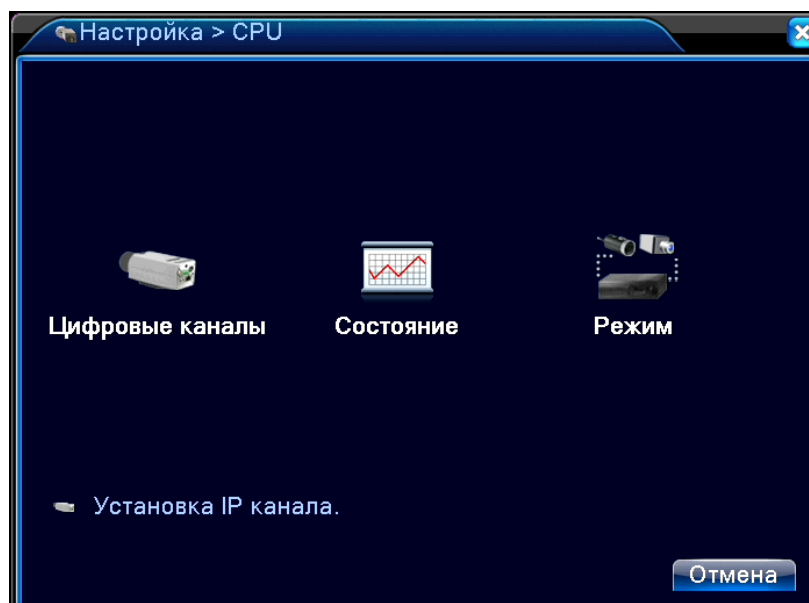 Настройка > CPU
Цифровые каналы Состояние Режим
Установка IP канала.
Отмена